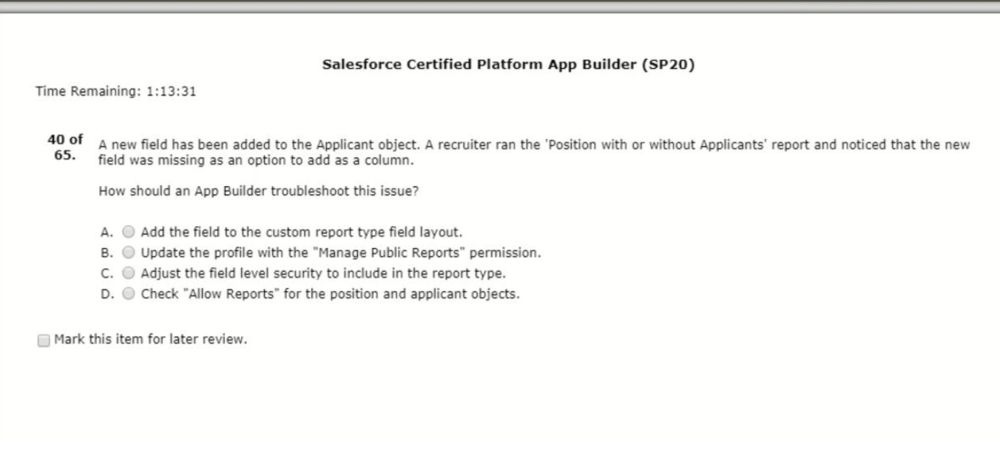 Salesforce Certified Platform App Builder (SP20)
Time Remaining: 1:13:31
40 of 65. A new field has been added to the Applicant object. A recruiter ran the 'Position with or without Applicants' report and noticed that the new
field was missing as an option to add as a column.
How should an App Builder troubleshoot this issue?
A. Add the field to the custom report type field layout.
B. Update the profile with the "Manage Public Reports" permission.
C. Adjust the field level security to include in the report type.
D. Check "Allow Reports" for the position and applicant objects.
Mark this item for later review.